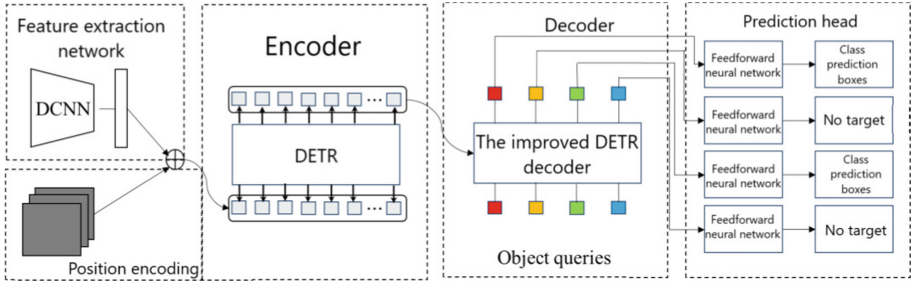 Feature extraction
network
DCNN
Position encoding
Encoder
DETR
Decoder
The improved DETR
decoder
Object queries
Prediction head
Feedforward
neural network
Class
prediction
boxes
Feedforward
neural network
No target
Feedforward
neural network
Class
prediction
boxes
Feedforward
neural network
No target